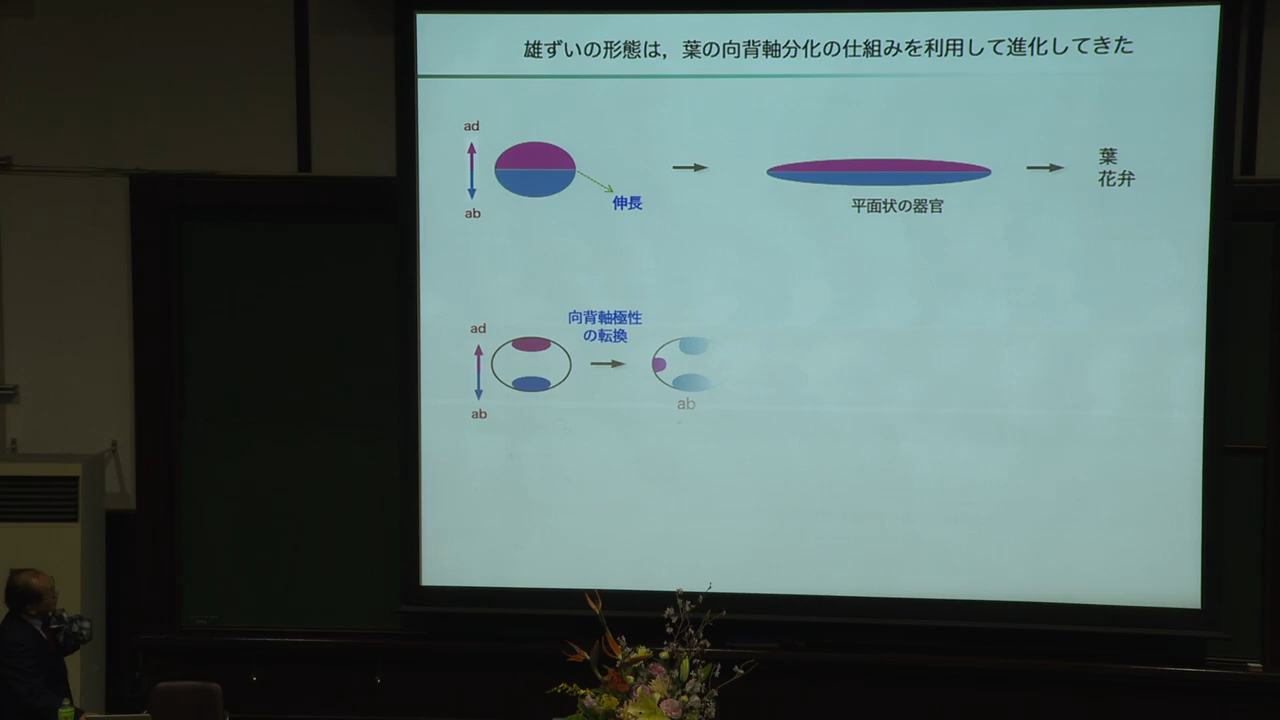 雄ずいの形態は，葉の向背軸分化の仕組みを利用して進化してきた
ad
ab
伸長
平面状の器官
葉
花弁
ad
ab
向背軸極性
の転換
ab